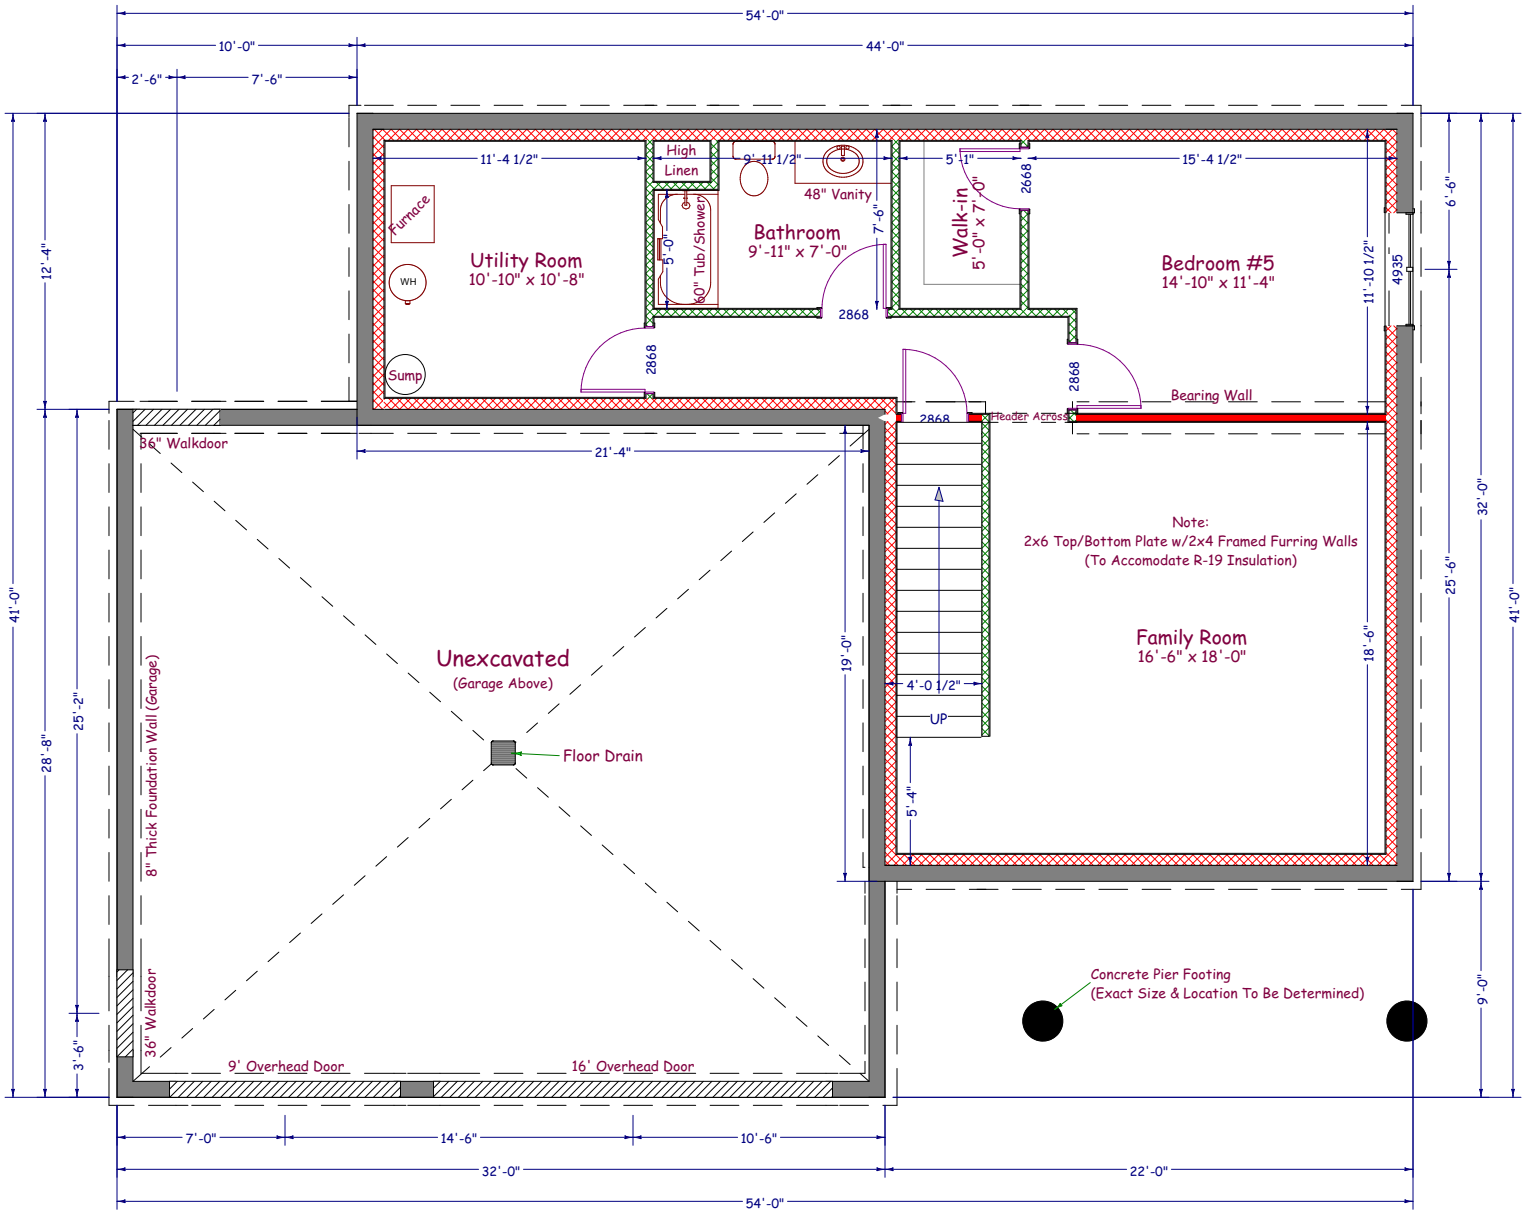 54'-0"
10'-0"
44'-0"
2'-6"
7'-6"
11'-4 1/2"
High
Linen
9'-11 1/2"
5'-1"
15'-4 1/2"
2668
6'-6"
48" Vanity
Furnace
Walk-in
5'-0" x 7'-0"
7'-6"
5'-0"
60" Tub/Shower
Bathroom
9'-11" x 7'-0"
Utility Room
10'-10" x 10'-8"
Bedroom #5
14'-10" x 11'-4"
11'-10 1/2"
4935
12'-4"
WH
2868
2868
2868
Sump
Bearing Wall
2868
Header Across
36" Walkdoor
21'-4"
32'-0"
Note:
2x6 Top/Bottom Plate w/2x4 Framed Furring Walls
(To Accomodate R-19 Insulation)
25'-6"
41'-0"
41'-0"
Family Room
16'-6" x 18'-0"
18'-6"
19'-0"
Unexcavated
(Garage Above)
4'-0 1/2"
UP
25'-2"
28'-8"
8" Thick Foundation Wall (Garage)
Floor Drain
5'-4"
Concrete Pier Footing
(Exact Size & Location To Be Determined)
9'-0"
36" Walkdoor
3'-6"
9' Overhead Door
16' Overhead Door
7'-0"
14'-6"
10'-6"
32'-0"
22'-0"
54'-0"